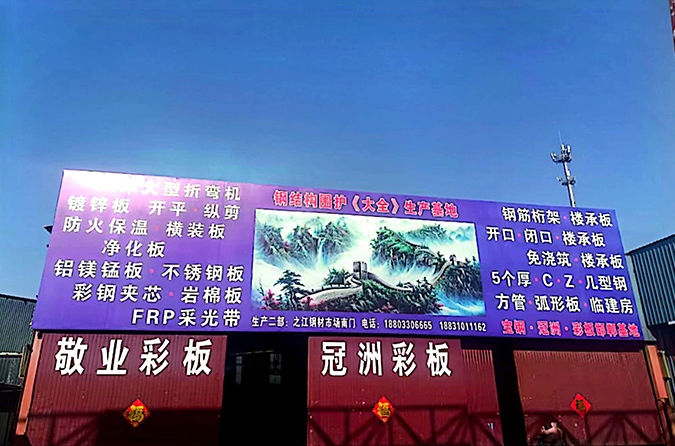 大型折弯机
镀锌板·开平·纵剪
防火保温·横装板
净化板
铝镁锰板·不锈钢板
彩钢夹芯·岩棉板
FRP采光带
钢结构围护《大全》生产基地
生产二部：之江钢材市场南门 电话：18803306665 18831011162
钢筋桁架·楼承板
开口·闭口·楼承板
免浇筑·楼承板
5个厚·C·Z·几型钢
方管·弧形板·临建房
宝钢·冠洲·彩板邯郸基地
敬业彩板
冠洲彩板
福
福
福